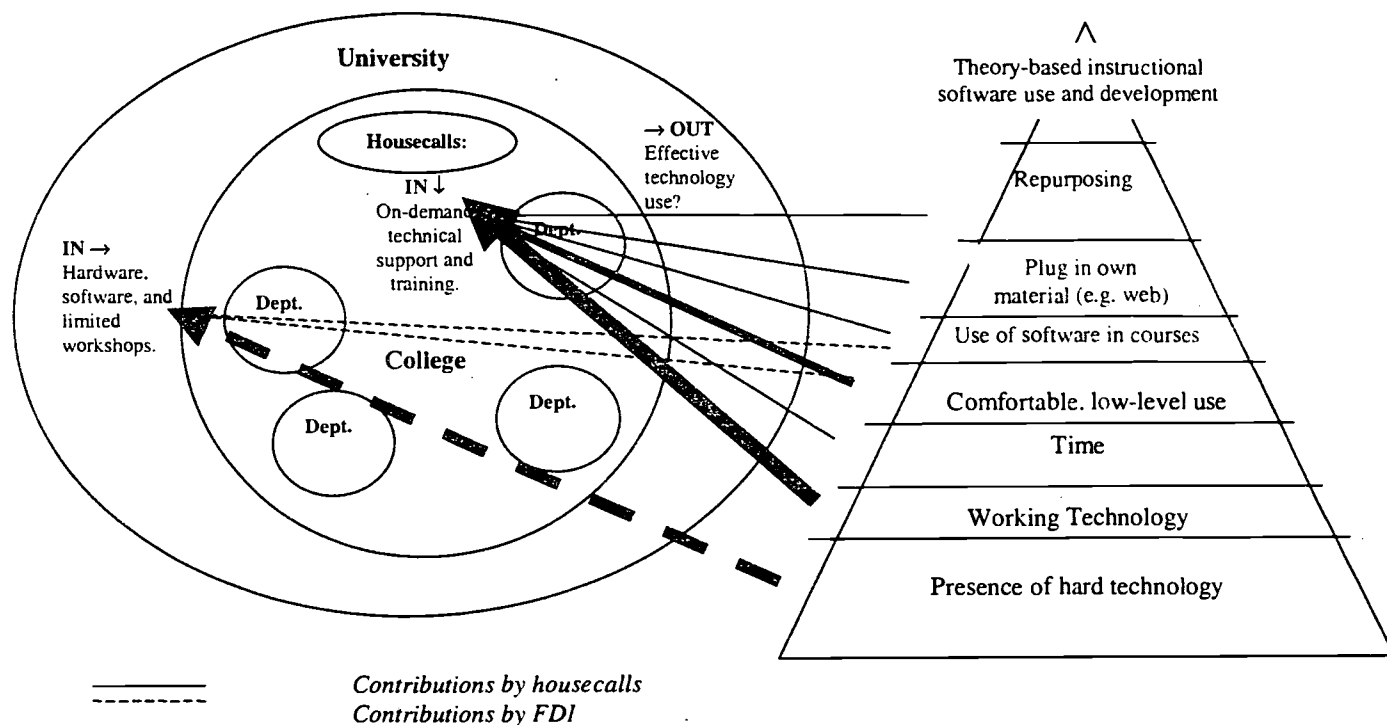 University
Housecalls:
IN ↓
On-demand
technical
support and
training.
→ OUT
Effective
technology
use?
Dept.
IN →
Hardware,
software, and
limited
workshops.
Dept.
College
Dept.
Dept.
Theory-based instructional
software use and development
Repurposing
Plug in own
material (e.g. web)
Use of software in courses
Comfortable. low-level use
Time
Working Technology
Presence of hard technology
Contributions by housecalls
Contributions by FDI